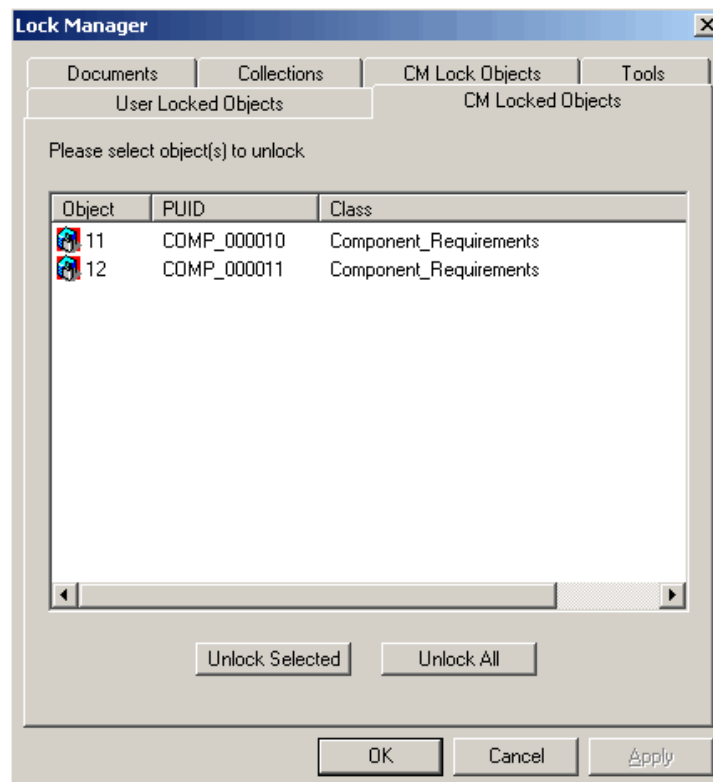 Lock Manager
Documents Collections CM Lock Objects Tools
User Locked Objects CM Locked Objects
Please select object(s) to unlock
Object PUID Class
11 COMP_000010 Component_Requirements
12 COMP_000011 Component_Requirements
Unlock Selected Unlock All
OK Cancel Apply